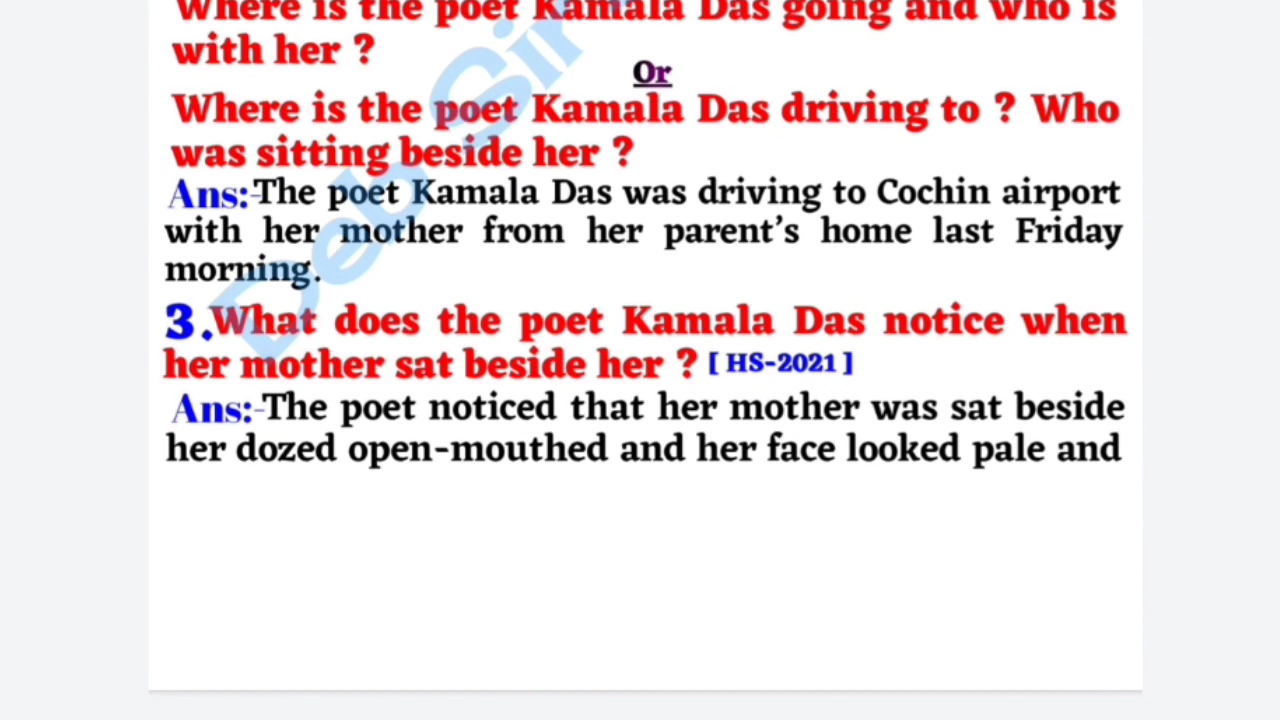 Where is the poet Kamala Das going and who is
with her ?
Or
Where is the poet Kamala Das driving to ? Who
was sitting beside her ?
Ans:-The poet Kamala Das was driving to Cochin airport
with her mother from her parent's home last Friday
morning.
3.What does the poet Kamala Das notice when
her mother sat beside her ? [ HS-2021 ]
Ans:-The poet noticed that her mother was sat beside
her dozed open-mouthed and her face looked pale and
Deb Sir